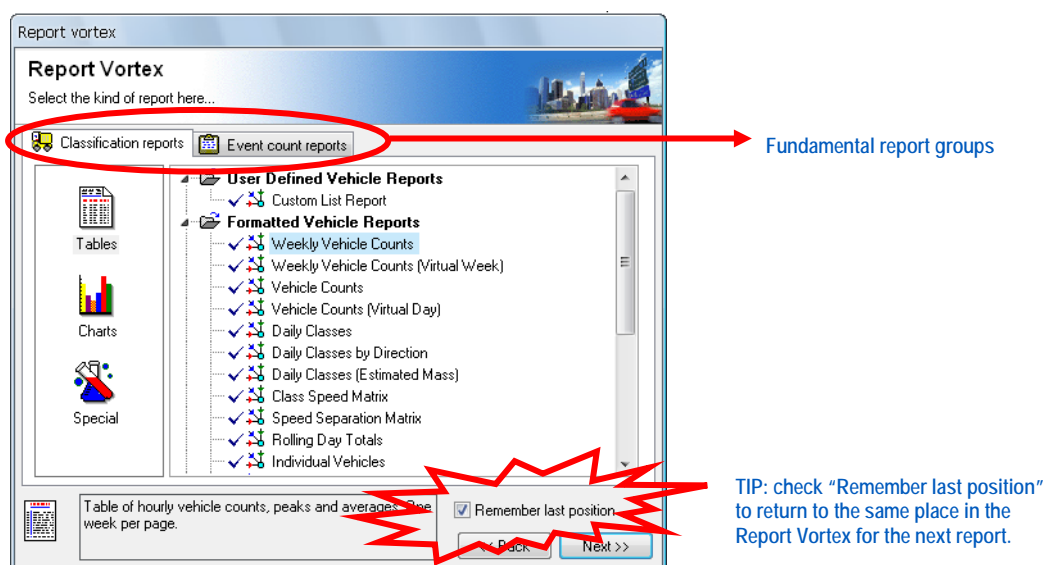 Report vortex
Report Vortex
Select the kind of report here...
Classification reports
Event count reports
Fundamental report groups
Tables
Charts
Special
User Defined Vehicle Reports
Custom List Report
Formatted Vehicle Reports
Weekly Vehicle Counts
Weekly Vehicle Counts (Virtual Week)
Vehicle Counts
Vehicle Counts (Virtual Day)
Daily Classes
Daily Classes by Direction
Daily Classes (Estimated Mass)
Class Speed Matrix
Speed Separation Matrix
Rolling Day Totals
Individual Vehicles
Table of hourly vehicle counts, peaks and averages. One
week per page.
Remember last position
<< Back
Next >>
TIP: check “Remember last position”
to return to the same place in the
Report Vortex for the next report.